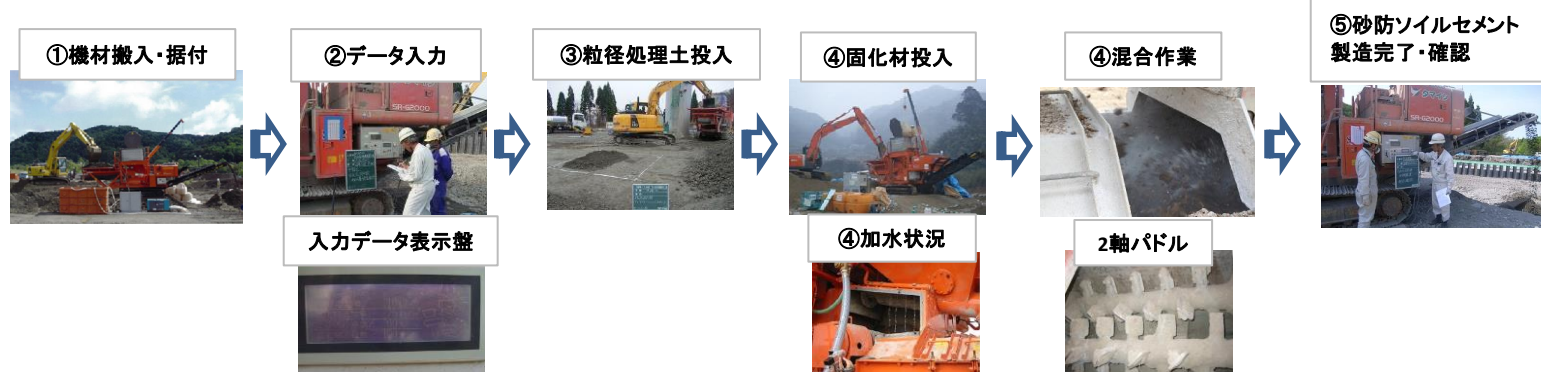 ①機材搬入・据付
②データ入力
入力データ表示盤
③粒径処理土投入
④固化材投入
④加水状況
④混合作業
2軸パドル
⑤砂防ソイルセメント
製造完了・確認
SR-G2000
SR-G2000